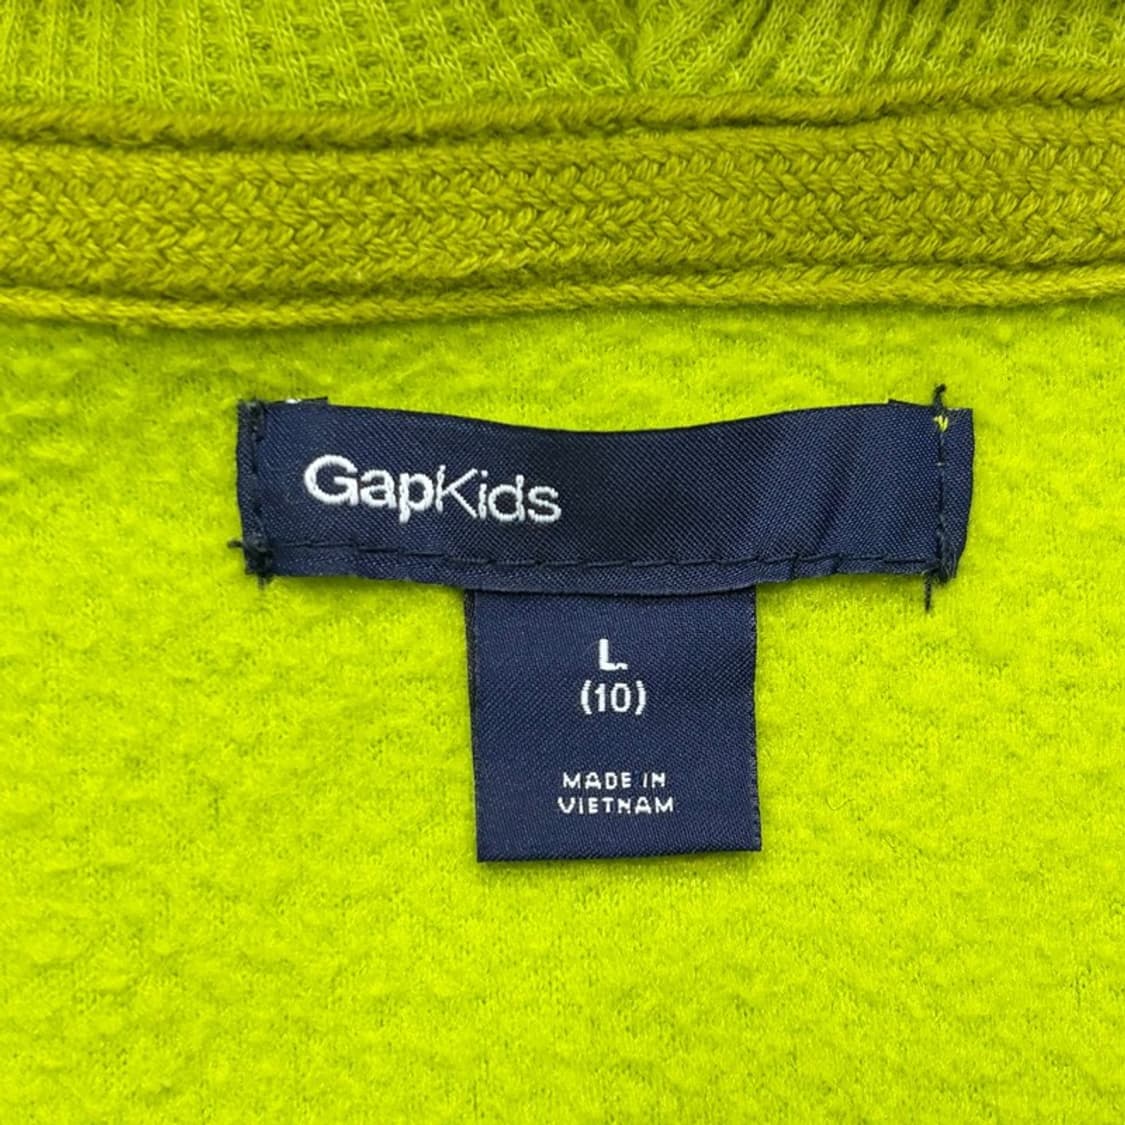 GapKids
L
(10)
MADE IN
VIETNAM